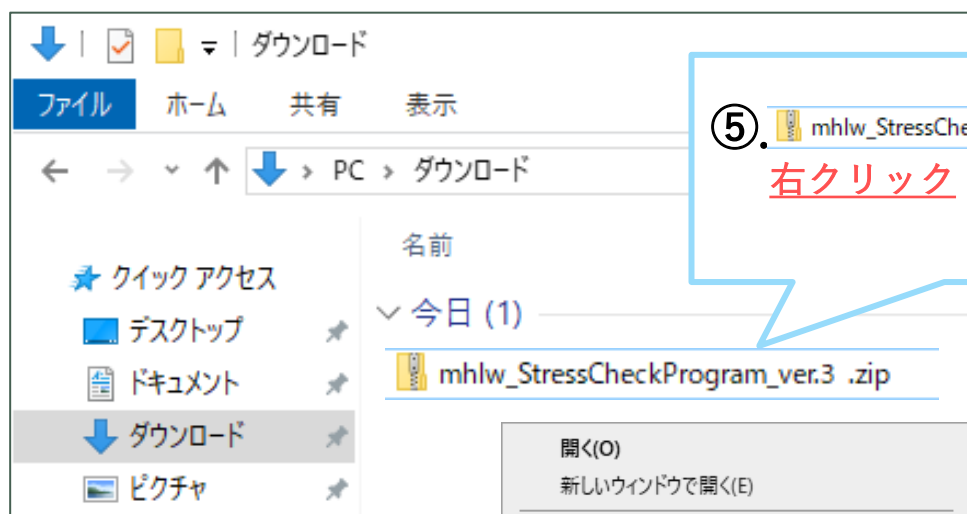 ダウンロード
ファイル ホーム 共有 表示
PC > ダウンロード
⑤. mhlw_StressChe
右クリック
名前
クイック アクセス
デスクトップ
ドキュメント
ダウンロード
ピクチャ
今日 (1)
mhlw_StressCheckProgram_ver.3 .zip
開く(O)
新しいウィンドウで開く(E)